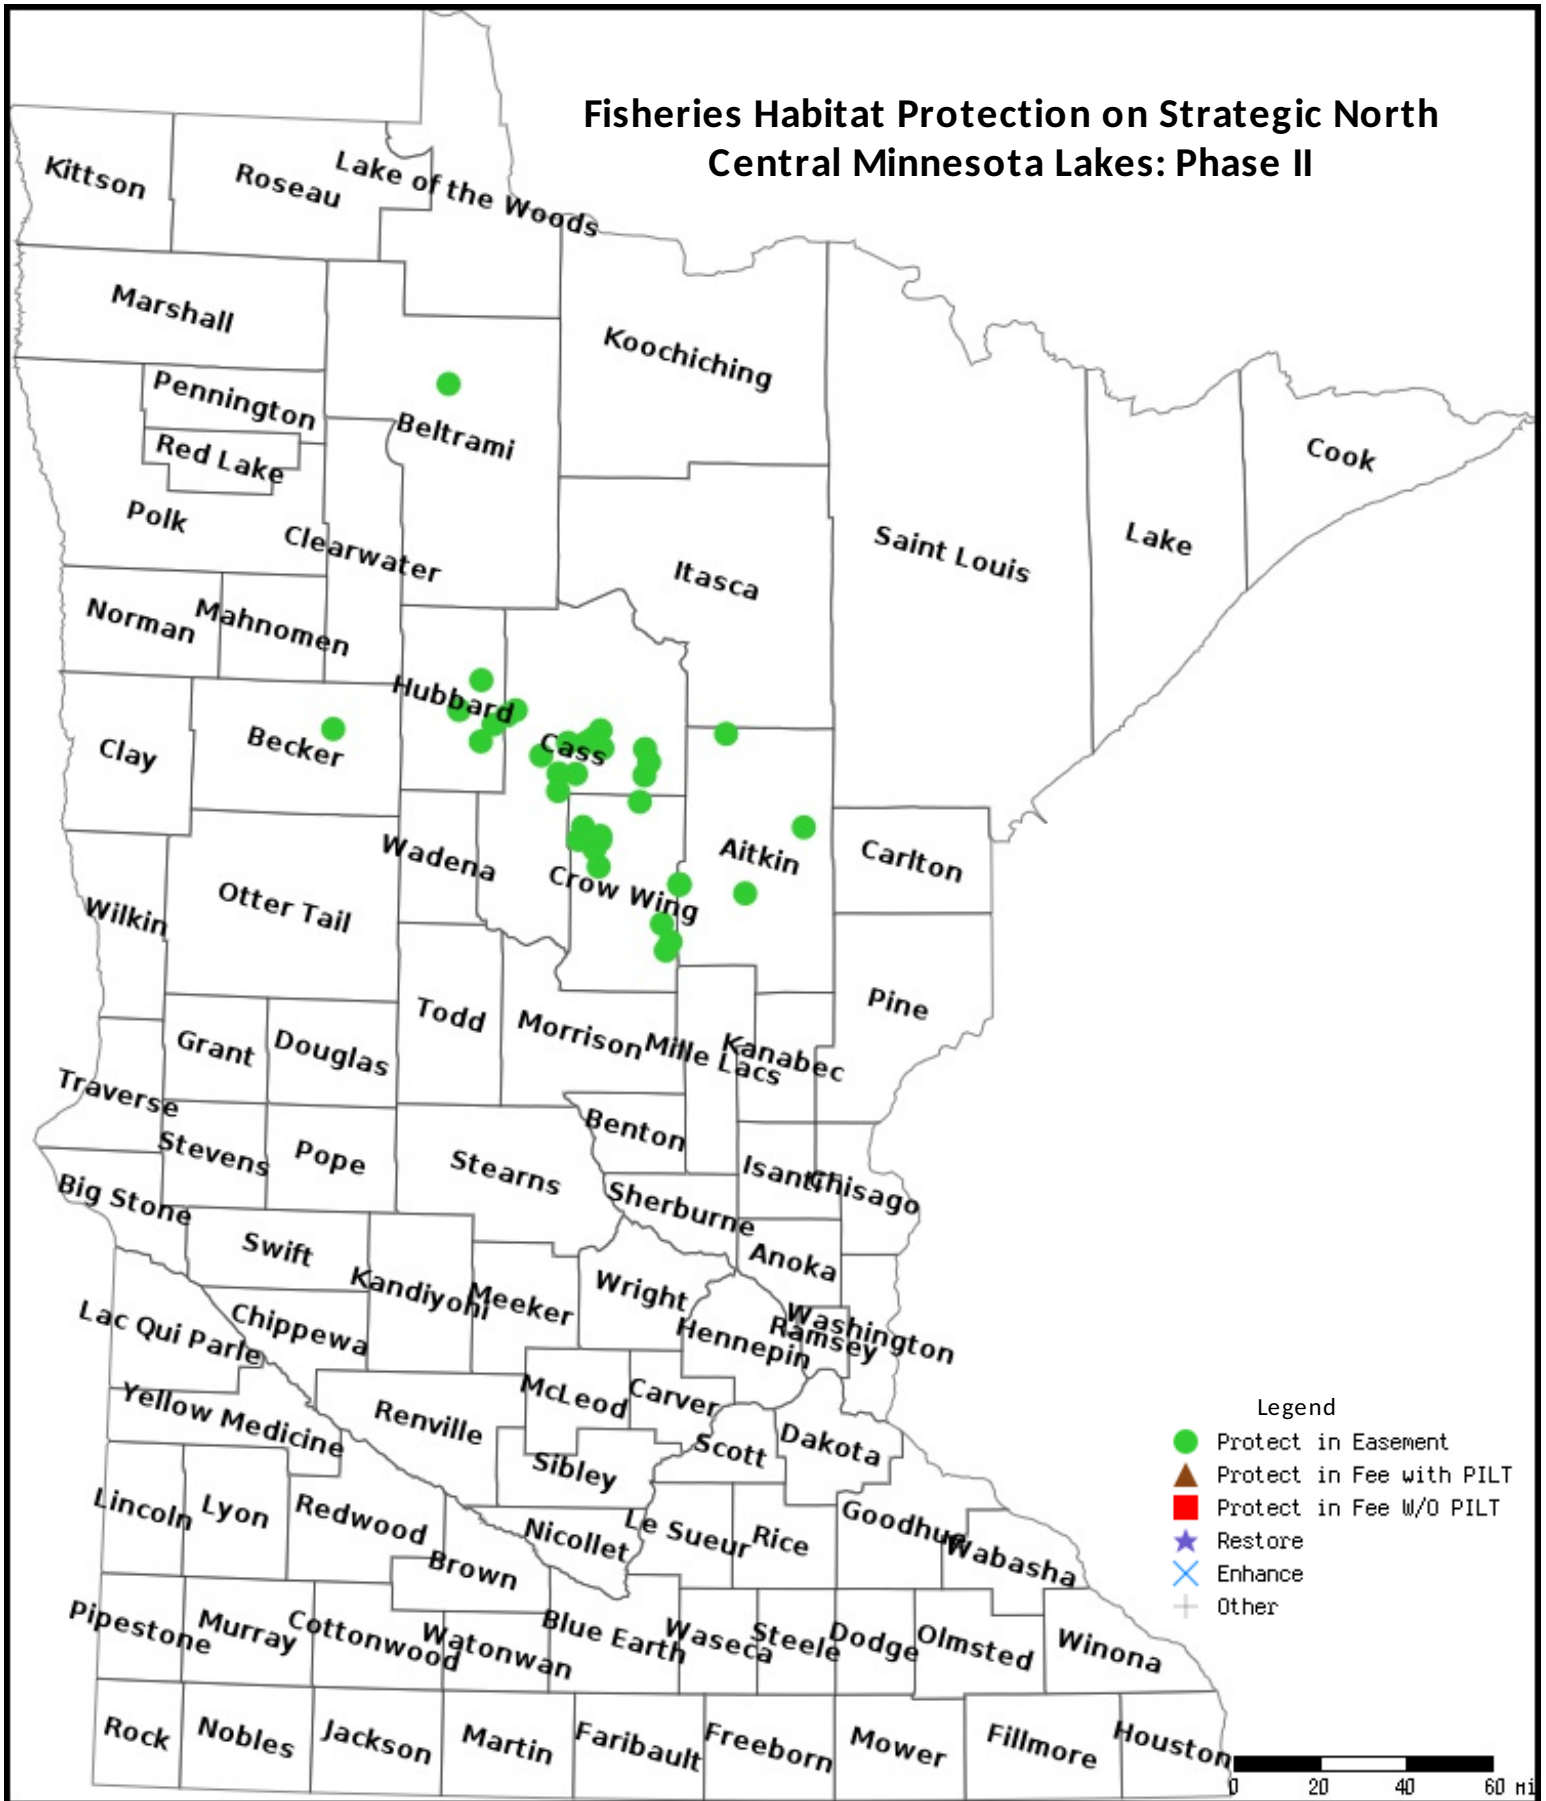 Fisheries Habitat Protection on Strategic North
Central Minnesota Lakes: Phase II
Kittson
Roseau
Lake of the Woods
Marshall
Koochiching
Pennington
Beltrami
Red Lake
Cook
Polk
Clearwater
Saint Louis
Lake
Itasca
Norman
Mahnomen
Hubbard
Clay
Becker
Cass
Wadena
Aitkin
Carlton
Otter Tail
Crow Wing
Wilkin
Pine
Todd
Morrison
Mille Lacs
Kanabec
Grant
Douglas
Traverse
Benton
Stevens
Pope
Stearns
Isanti
Chisago
Big Stone
Sherburne
Swift
Anoka
Kandiyohi
Meeker
Wright
Lac Qui Parle
Chippewa
Hennepin
Ramsey
Washington
McLeod
Carver
Yellow Medicine
Renville
Scott
Dakota
Sibley
Lincoln
Lyon
Redwood
Nicollet
Le Sueur
Rice
Goodhue
Wabasha
Brown
Pipestone
Murray
Cottonwood
Watonwan
Blue Earth
Waseca
Steele
Dodge
Olmsted
Winona
Rock
Nobles
Jackson
Martin
Faribault
Freeborn
Mower
Fillmore
Houston
Legend
Protect in Easement
Protect in Fee with PILT
Protect in Fee W/O PILT
Restore
Enhance
Other
0 20 40 60 mi